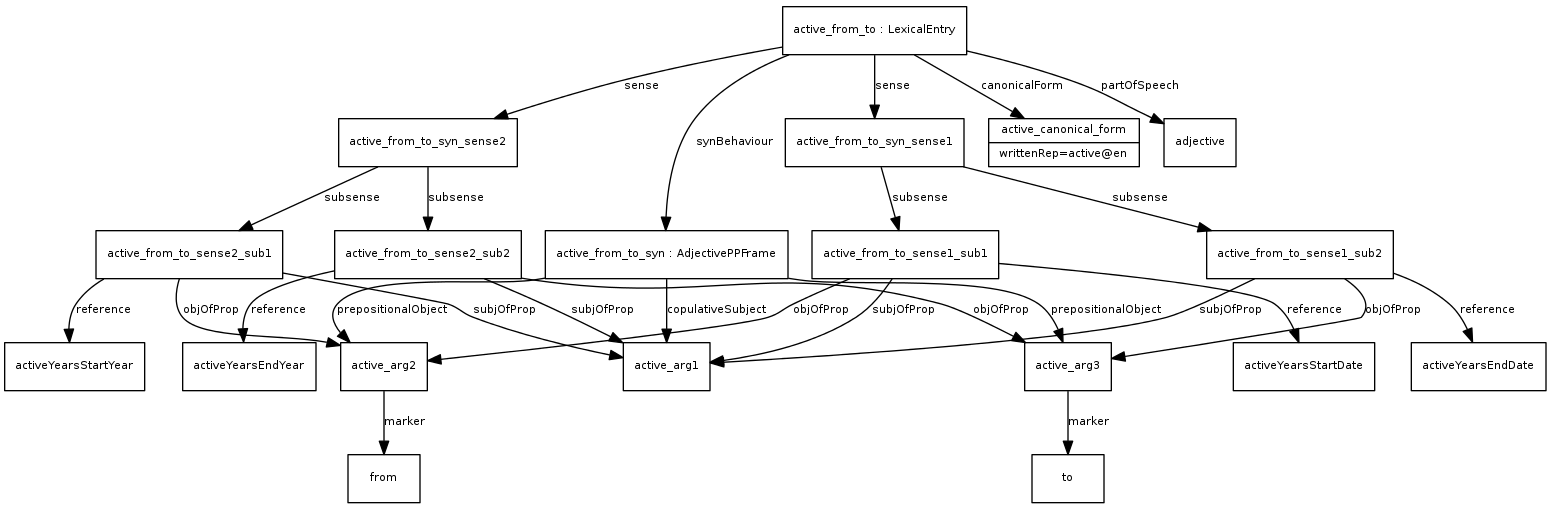 active_from_to : LexicalEntry
sense
sense
canonicalForm
partOfSpeech
active_from_to_syn_sense2
synBehaviour
active_from_to_syn_sense1
active_canonical_form
writtenRep=active@en
adjective
subsense
subsense
subsense
subsense
active_from_to_sense2_sub1
active_from_to_sense2_sub2
active_from_to_syn : AdjectivePPFrame
active_from_to_sense1_sub1
active_from_to_sense1_sub2
reference
objOfProp
reference
prepositionalObject
subjOfProp
subjOfProp
copulativeSubject
objOfProp
subjOfProp
objOfProp
prepositionalObject
subjOfProp
reference
objOfProp
reference
activeYearsStartYear
activeYearsEndYear
active_arg2
active_arg1
active_arg3
activeYearsStartDate
activeYearsEndDate
marker
marker
from
to